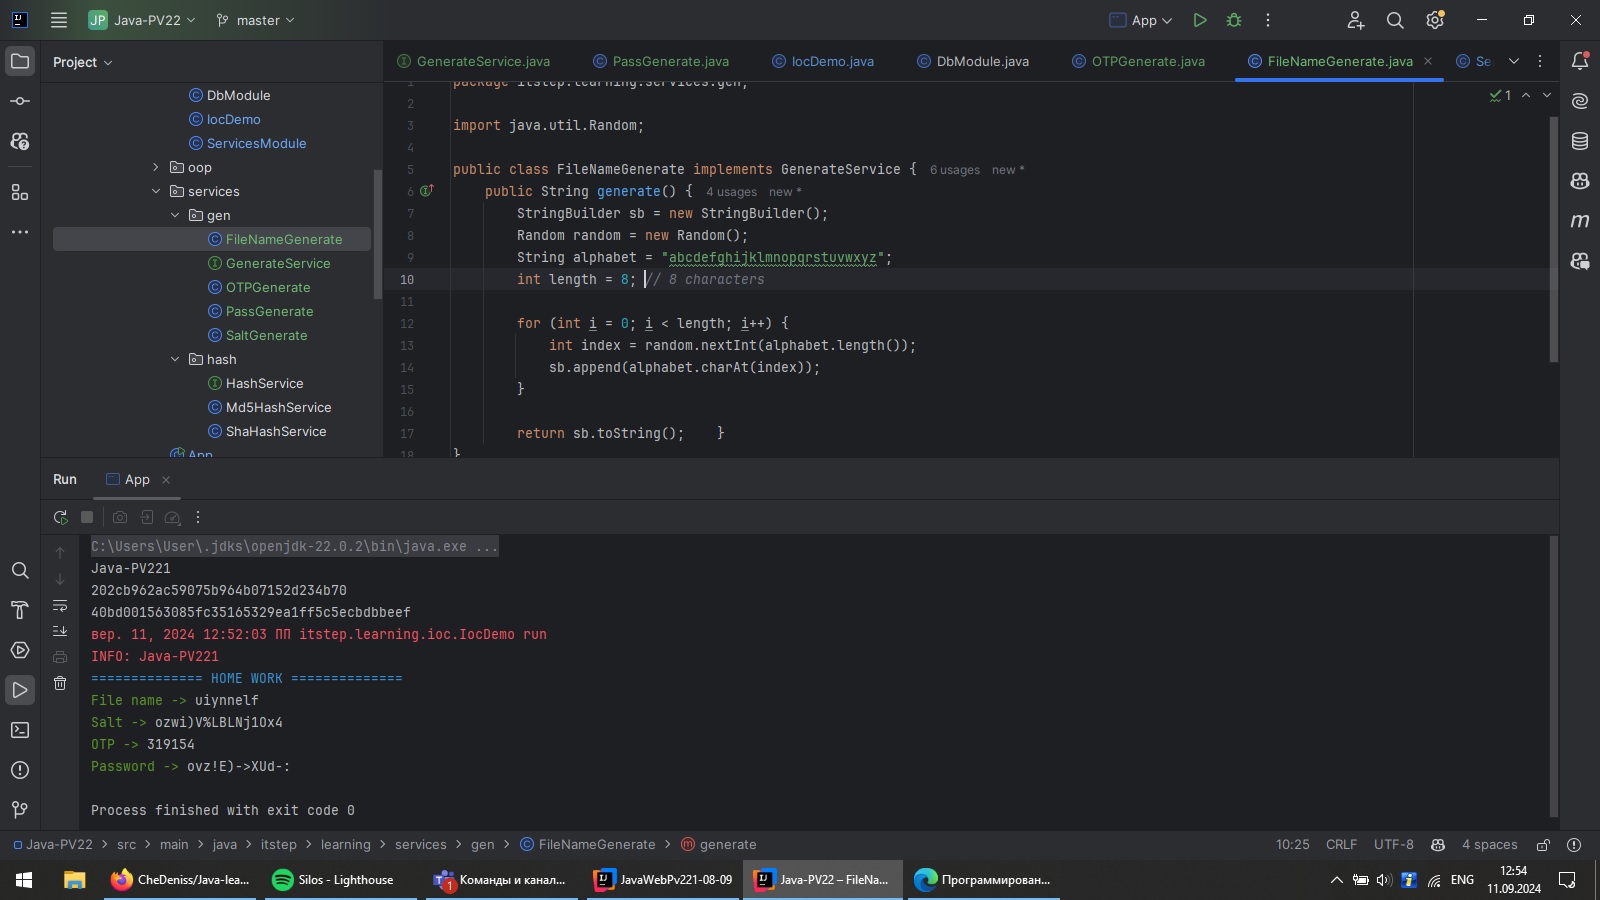 JP Java-PV22 master App
Project
GenerateService.java PassGenerate.java IocDemo.java DbModule.java OTPGenerate.java FileNameGenerate.java Se
DbModule
IocDemo
ServicesModule
oop
services
gen
FileNameGenerate
GenerateService
OTPGenerate
PassGenerate
SaltGenerate
hash
HashService
Md5HashService
ShaHashService
App
1
1 package itstep.learning.services.gen;
2
3 import java.util.Random;
4
5 public class FileNameGenerate implements GenerateService { 6 usages new *
6 public String generate() { 4 usages new *
7 StringBuilder sb = new StringBuilder();
8 Random random = new Random();
9 String alphabet = "abcdefghijklmnopqrstuvwxyz";
10 int length = 8; // 8 characters
11
12 for (int i = 0; i < length; i++) {
13 int index = random.nextInt(alphabet.length());
14 sb.append(alphabet.charAt(index));
15 }
16
17 return sb.toString(); }
18 }
Run App
C:\Users\User\.jdks\openjdk-22.0.2\bin\java.exe ...
Java-PV221
202cb962ac59075b964b07152d234b70
40bd001563085fc35165329ea1ff5c5ecbdbbeef
вер. 11, 2024 12:52:03 ПП itstep.learning.ioc.IocDemo run
INFO: Java-PV221
============== HOME WORK ==============
File name -> uiynnelf
Salt -> ozwi)V%LBLNj1Ox4
OTP -> 319154
Password -> ovz!E)->XUd-:
Process finished with exit code 0
Java-PV22 > src > main > java > itstep > learning > services > gen > FileNameGenerate > generate 10:25 CRLF UTF-8 4 spaces
CheDeniss/Java-lea... Silos - Lighthouse 1 Команды и канал... JavaWebPv221-08-09 Java-PV22 – FileNa... Программирован... ENG 12:54
11.09.2024